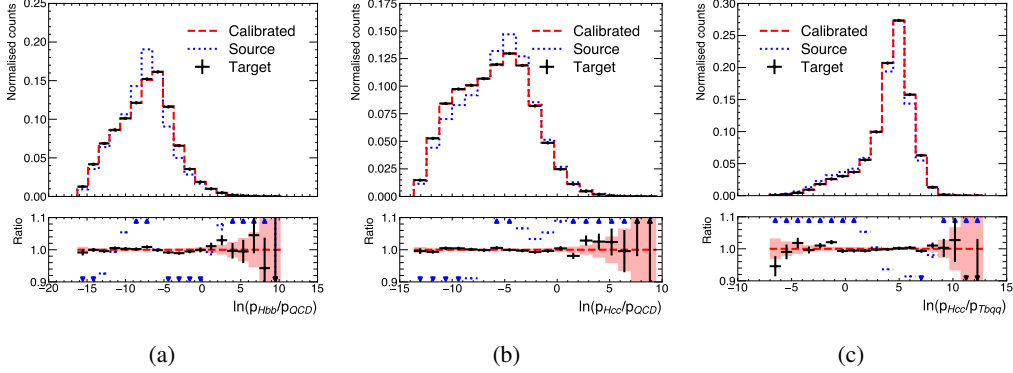 0.25
0.20
0.15
0.10
0.05
0.00
Normalised counts
Calibrated
Source
Target
1.1
1.0
0.9
Ratio
−20 −15 −10 −5 0 5 10 15
ln(pHbb/pQCD)
(a)
0.175
0.150
0.125
0.100
0.075
0.050
0.025
0.000
Normalised counts
Calibrated
Source
Target
1.1
1.0
0.9
Ratio
−15 −10 −5 0 5 10
ln(pHcc/pQCD)
(b)
0.30
0.25
0.20
0.15
0.10
0.05
0.00
Normalised counts
Calibrated
Source
Target
1.1
1.0
0.9
Ratio
−10 −5 0 5 10 15
ln(pHcc/pTbqq)
(c)